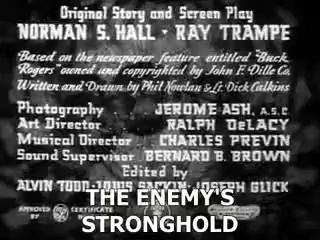 Original Story and Screen Play
NORMAN S. HALL - RAY TRAMPE
Based on the newspaper feature entitled "Buck
Rogers" owned and copyrighted by John F. Dille Co.
Written and Drawn by Phil Nowlan & Lt. Dick Calkins
Photography JEROME ASH, A.S.C.
Art Director RALPH DeLACY
Musical Director CHARLES PREVIN
Sound Supervisor BERNARD B. BROWN
Edited by
ALVIN TODD - LOUIS SACKIN - JOSEPH GLICK
THE ENEMY'S
STRONGHOLD
APPROVED
CERTIFICATE